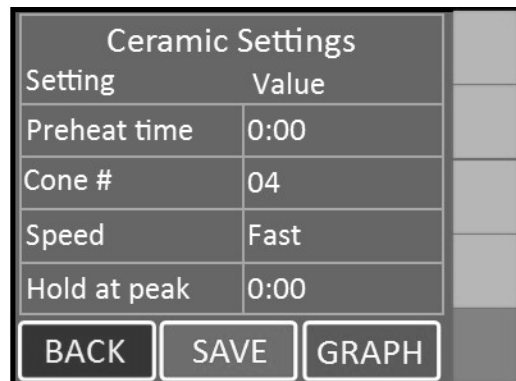 Ceramic Settings
Setting Value
Preheat time 0:00
Cone # 04
Speed Fast
Hold at peak 0:00
BACK SAVE GRAPH